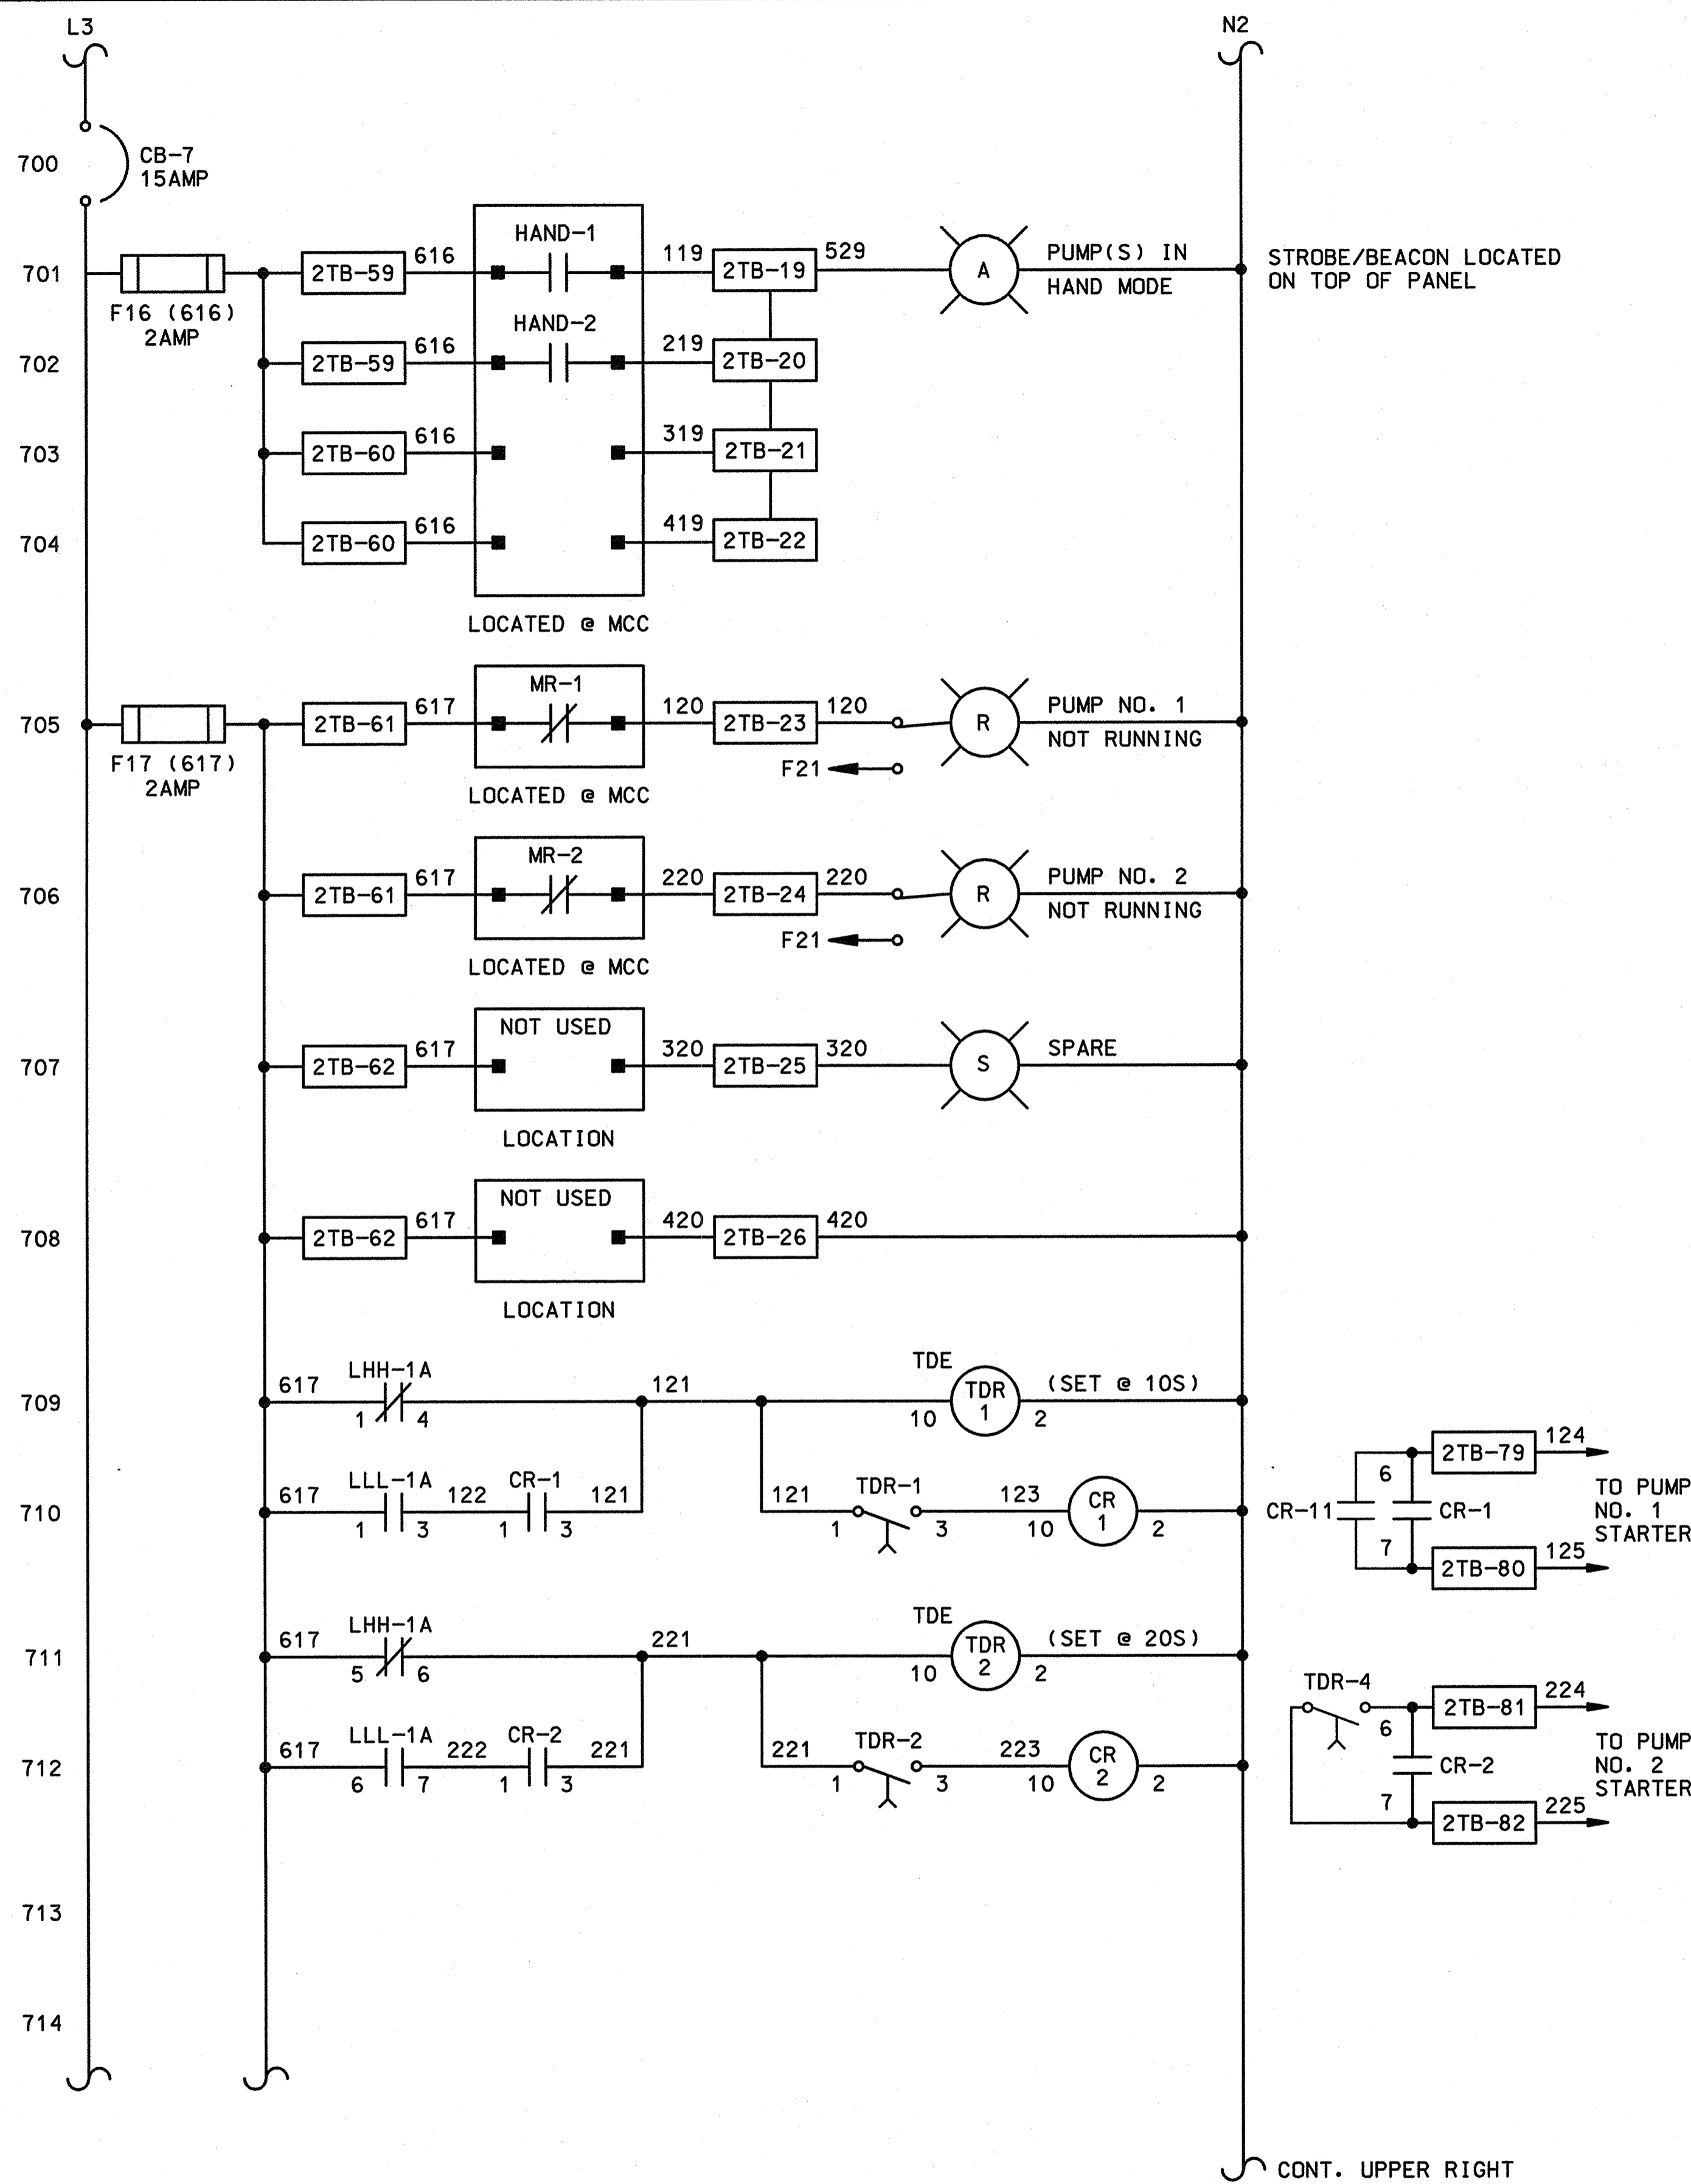 L3
N2
700
CB-7
15AMP
HAND-1
701
2TB-59
616
119
2TB-19
529
A
PUMP(S) IN
HAND MODE
STROBE/BEACON LOCATED
ON TOP OF PANEL
F16 (616)
2AMP
HAND-2
702
2TB-59
616
219
2TB-20
703
2TB-60
616
319
2TB-21
704
2TB-60
616
419
2TB-22
LOCATED @ MCC
MR-1
705
2TB-61
617
120
2TB-23
120
R
PUMP NO. 1
NOT RUNNING
F17 (617)
2AMP
F21
LOCATED @ MCC
MR-2
706
2TB-61
617
220
2TB-24
220
R
PUMP NO. 2
NOT RUNNING
F21
LOCATED @ MCC
NOT USED
707
2TB-62
617
320
2TB-25
320
S
SPARE
LOCATION
NOT USED
708
2TB-62
617
420
2TB-26
420
LOCATION
709
617
LHH-1A
1
4
121
TDE
10
TDR
1
2
(SET @ 10S)
710
617
LLL-1A
1
3
122
CR-1
1
3
121
121
TDR-1
1
3
123
10
CR
1
2
CR-11
6
7
CR-1
2TB-79
124
2TB-80
125
TO PUMP
NO. 1
STARTER
711
617
LHH-1A
5
6
221
TDE
10
TDR
2
2
(SET @ 20S)
712
617
LLL-1A
6
7
222
CR-2
1
3
221
221
TDR-2
1
3
223
10
CR
2
2
TDR-4
6
7
CR-2
2TB-81
224
2TB-82
225
TO PUMP
NO. 2
STARTER
713
714
CONT. UPPER RIGHT